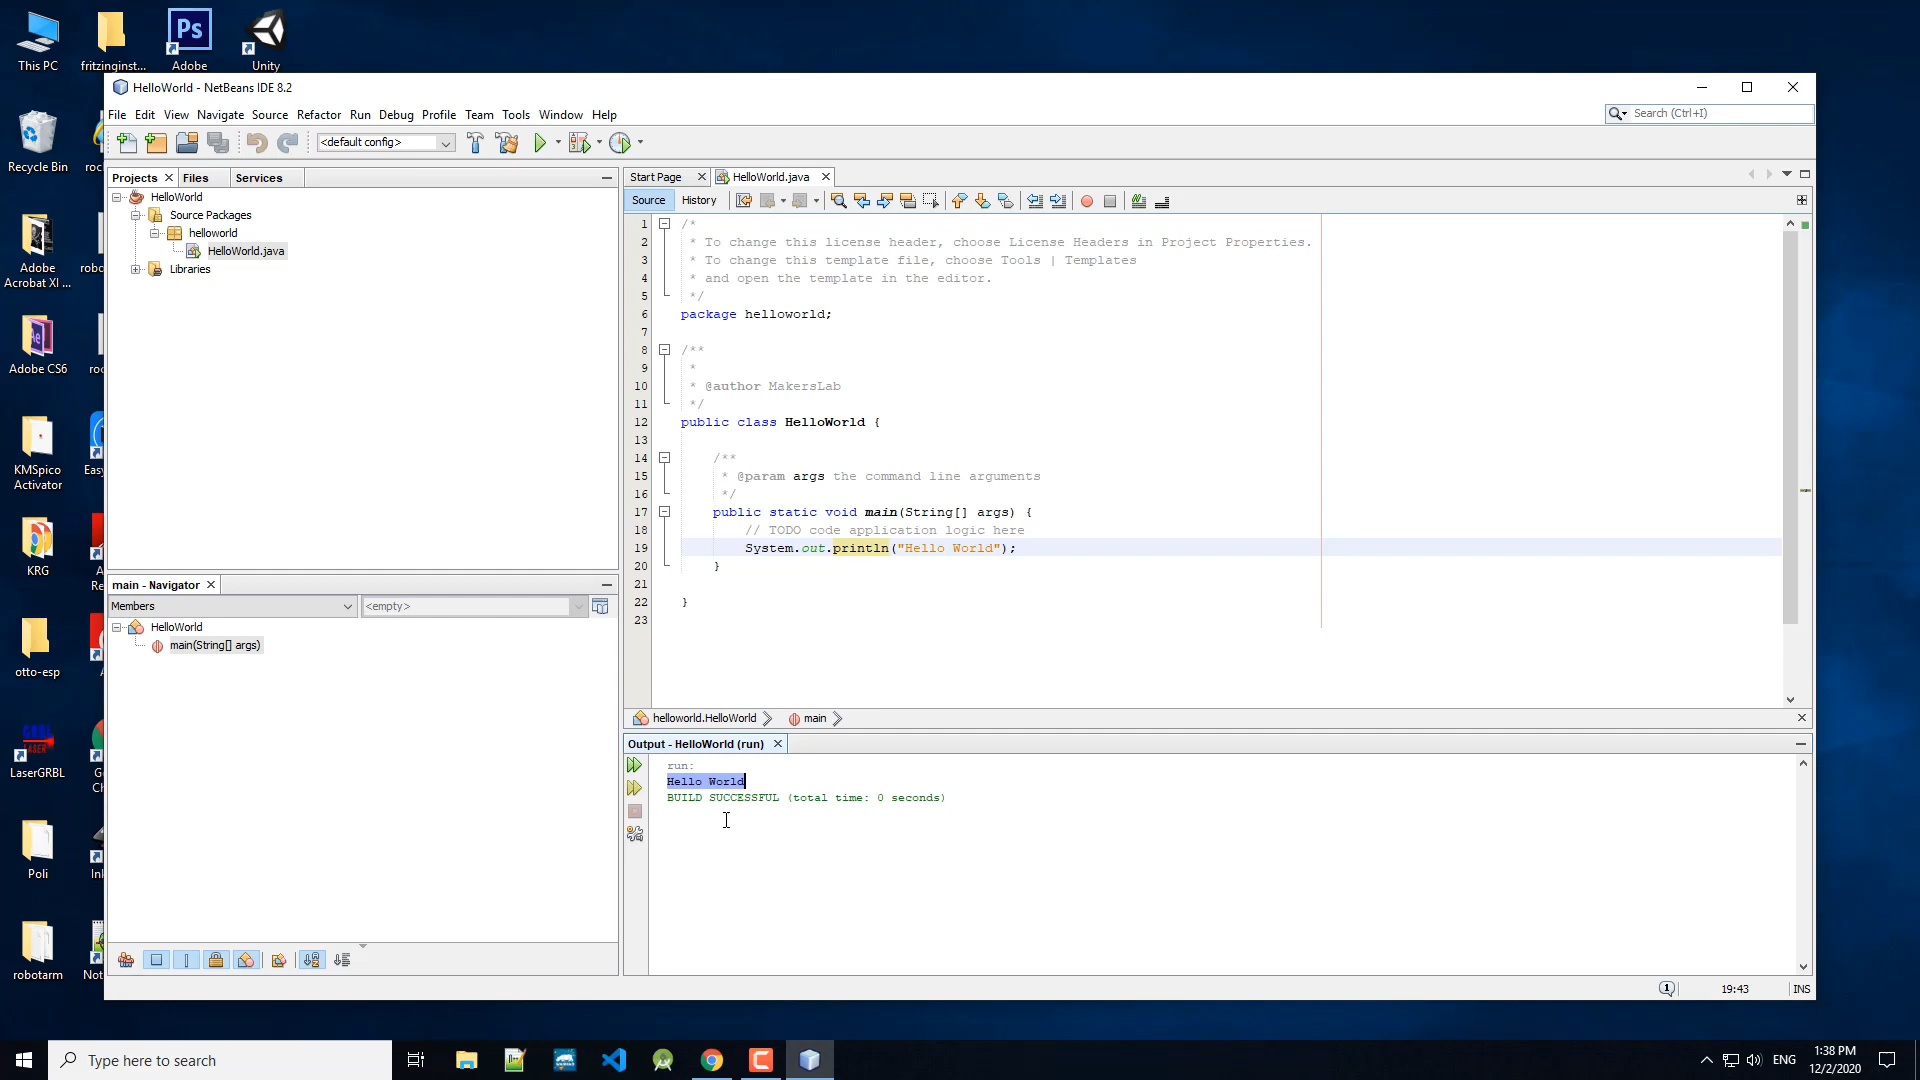 This PC
fritzinginst...
Ps
Adobe
Unity
HelloWorld - NetBeans IDE 8.2
File Edit View Navigate Source Refactor Run Debug Profile Team Tools Window Help
Search (Ctrl+I)
<default config>
Recycle Bin
Projects
Files
Services
HelloWorld
Source Packages
helloworld
HelloWorld.java
Libraries
Start Page
HelloWorld.java
Source
History
1 /*
2 * To change this license header, choose License Headers in Project Properties.
3 * To change this template file, choose Tools | Templates
4 * and open the template in the editor.
5 */
6 package helloworld;
7
8 /**
9 *
10 * @author MakersLab
11 */
12 public class HelloWorld {
13
14 /**
15 * @param args the command line arguments
16 */
17 public static void main(String[] args) {
18 // TODO code application logic here
19 System.out.println("Hello World");
20 }
21
22 }
23
helloworld.HelloWorld
main
main - Navigator
Members
<empty>
HelloWorld
main(String[] args)
Output - HelloWorld (run)
run:
Hello World
BUILD SUCCESSFUL (total time: 0 seconds)
1
19:43
INS
Adobe
Acrobat XI ...
Ae
Adobe CS6
KMSpico
Activator
KRG
otto-esp
GRBL
LASER
LaserGRBL
Poli
robotarm
Type here to search
ENG
1:38 PM
12/2/2020